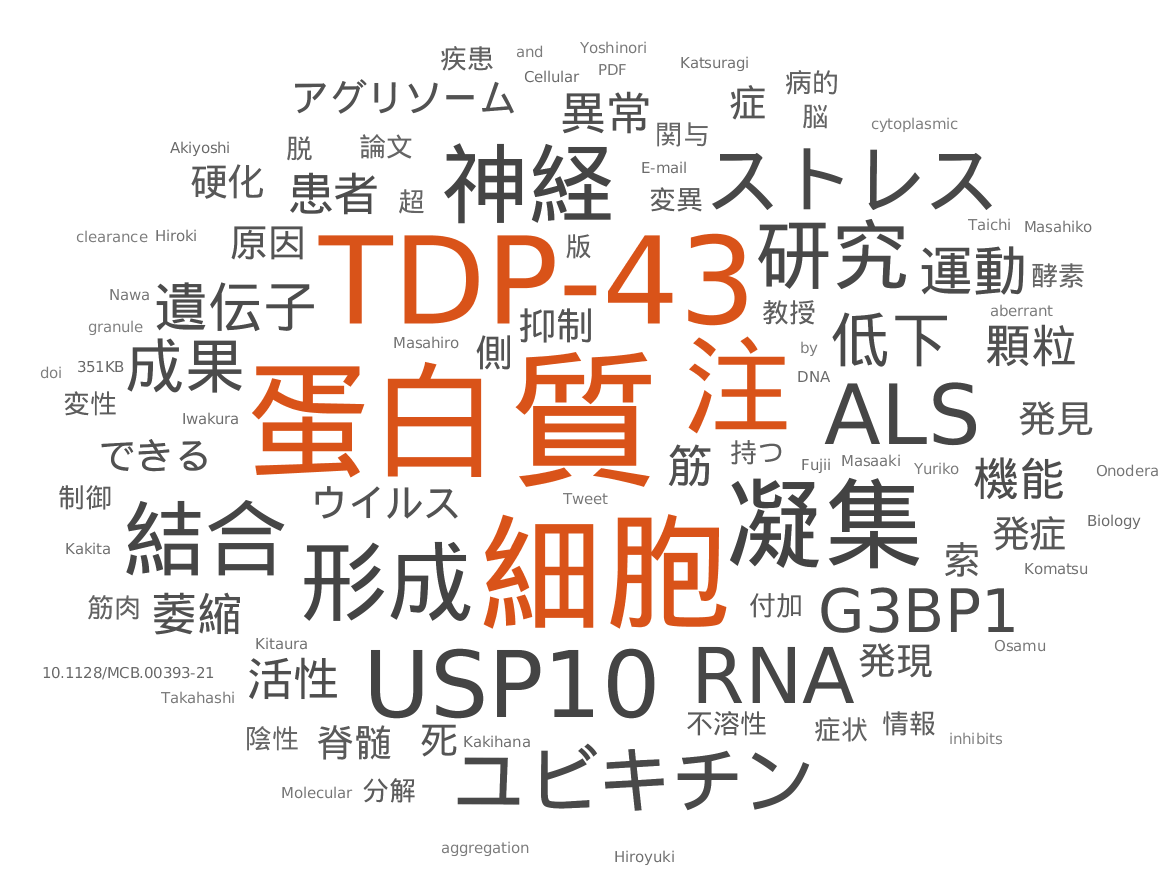 疾患 and Yoshinori
Cellular PDF Katsuragi
アグリソーム 異常 症 病的
関与 脳 cytoplasmic
Akiyoshi 脱 論文
硬化 患者 超 神経 E-mail 変異 ストレス
clearance Hiroki 原因 TDP-43 版 研究 Taichi Masahiko
運動 酵素
Nawa 遺伝子 抑制 教授 aberrant
granule Masahiro 側 注 by 低下 顆粒
doi 351KB 成果 DNA
変性 Iwakura 蛋白質 ALS 発見
できる 筋 持つ Fujii Masaaki Yuriko 機能 Onodera
制御 ウイルス Tweet
Kakita 結合 形成 細胞 凝集 索 発症 Biology
Komatsu
筋肉 萎縮 付加 G3BP1
Kitaura Osamu
10.1128/MCB.00393-21 活性 USP10 RNA 発現
Takahashi
陰性 脊髄 死 Kakihana 不溶性 症状 情報 inhibits
Molecular 分解 ユビキチン
aggregation Hiroyuki